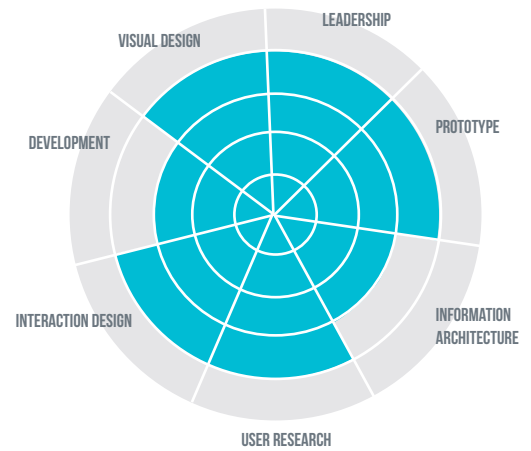 LEADERSHIP
VISUAL DESIGN
PROTOTYPE
DEVELOPMENT
INFORMATION
ARCHITECTURE
INTERACTION DESIGN
USER RESEARCH